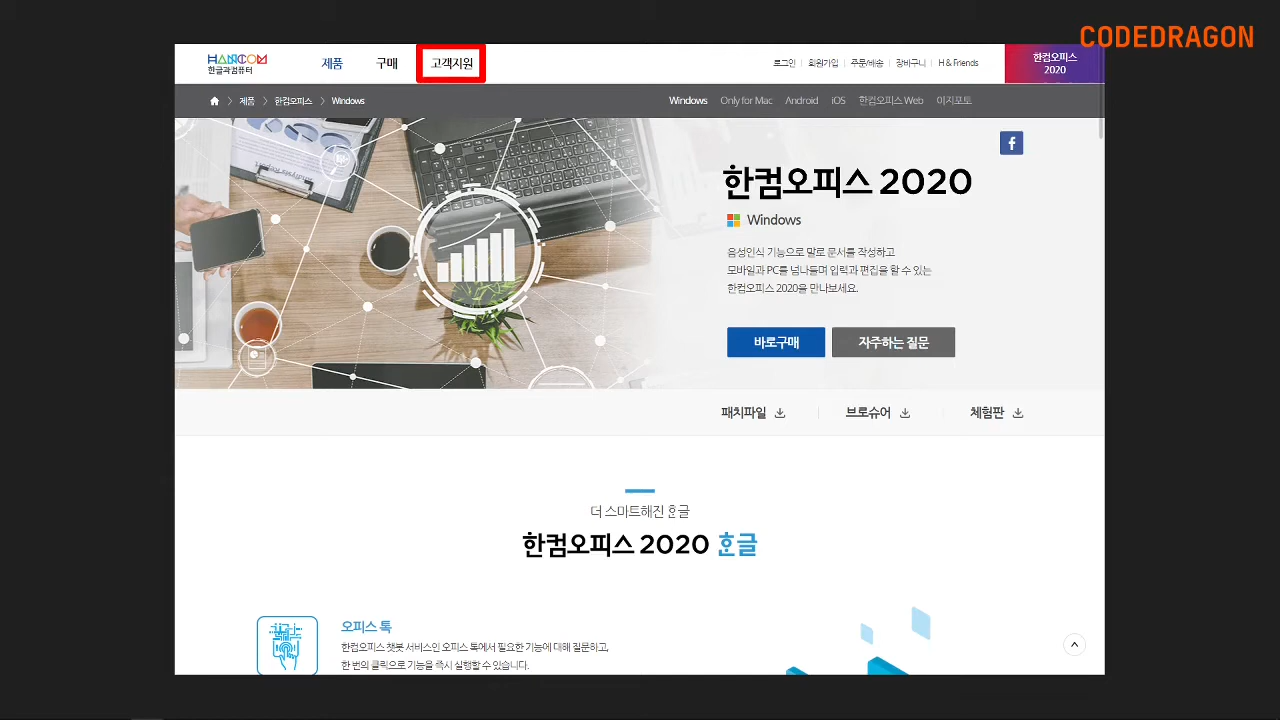 CODEDRAGON
HANCOM
한글과컴퓨터
제품 구매 고객지원
로그인 회원가입 주문/배송 장바구니 H & Friends
한컴오피스
2020
제품 한컴오피스 Windows
Windows Only for Mac Android iOS 한컴오피스 Web 이지포토
f
한컴오피스 2020
Windows
음성인식 기능으로 말로 문서를 작성하고
모바일과 PC를 넘나들며 입력과 편집을 할 수 있는
한컴오피스 2020을 만나보세요.
바로구매 자주하는 질문
패치파일 브로슈어 체험판
더 스마트해진 ᄒᆞᆫ글
한컴오피스 2020 ᄒᆞᆫ글
오피스 톡
한컴오피스 챗봇 서비스인 오피스 톡에서 필요한 기능에 대해 질문하고,
한 번의 클릭으로 기능을 즉시 실행할 수 있습니다.